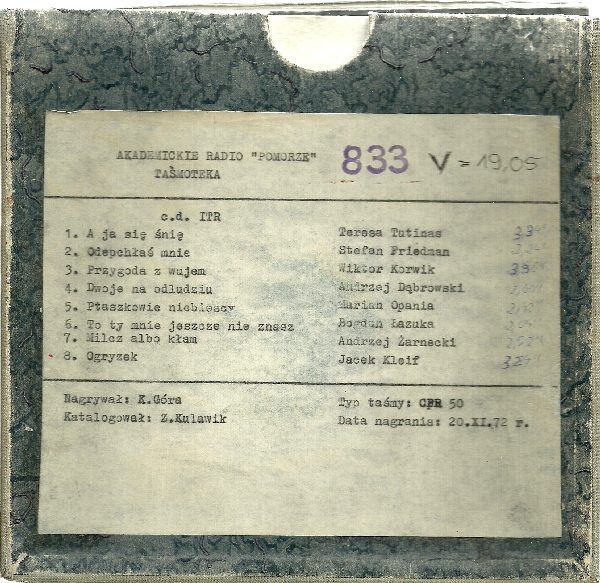 AKADEMICKIE RADIO "POMORZE" 833 V = 19,05
TAŚMOTEKA
c.d. ITR
1. A ja się śnię Teresa Tutinas
2. Odepchłaś mnie Stefan Friedman
3. Przygoda z wujem Wiktor Korwik
4. Dwoje na odludziu Andrzej Dąbrowski
5. Ptaszkowie niebiescy Marian Opania
6. To ty mnie jeszcze nie znasz Bogdan Łazuka
7. Milcz albo kłam Andrzej Żarnecki
8. Ogryzek Jacek Kleif
Nagrywał: K.Góra Typ taśmy: CPR 50
Katalogował: Z.Kulawik Data nagrania: 20.XI.72 r.